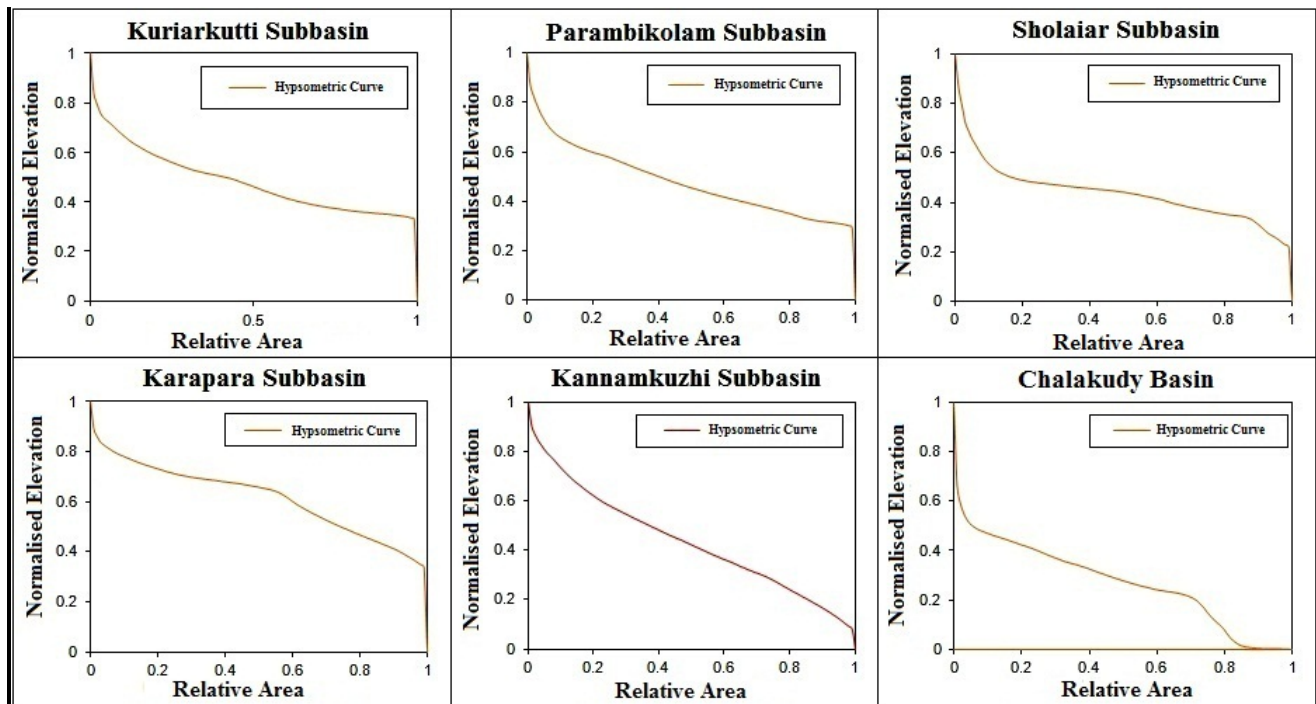 Kuriarkutti Subbasin
Hypsometric Curve
Normalised Elevation
1
0.8
0.6
0.4
0.2
0
0
0.5
1
Relative Area
Parambikolam Subbasin
Hypsometric Curve
Normalised Elevation
1
0.8
0.6
0.4
0.2
0
0
0.2
0.4
0.6
0.8
1
Relative Area
Sholaiar Subbasin
Hypsomettric Curve
Normalised Elevation
1
0.8
0.6
0.4
0.2
0
0
0.2
0.4
0.6
0.8
1
Relative Area
Karapara Subbasin
Hypsometric Curve
Normalised Elevation
1
0.8
0.6
0.4
0.2
0
0
0.2
0.4
0.6
0.8
1
Relative Area
Kannamkuzhi Subbasin
Hypsometric Curve
Normalised Elevation
1
0.8
0.6
0.4
0.2
0
0
0.2
0.4
0.6
0.8
1
Relative Area
Chalakudy Basin
Hypsometric Curve
Normalised Elevation
1
0.8
0.6
0.4
0.2
0
0
0.2
0.4
0.6
0.8
1
Relative Area